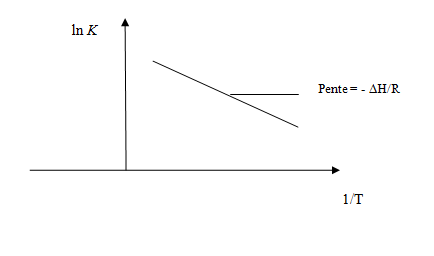 ln K
Pente = - ΔH/R
1/T